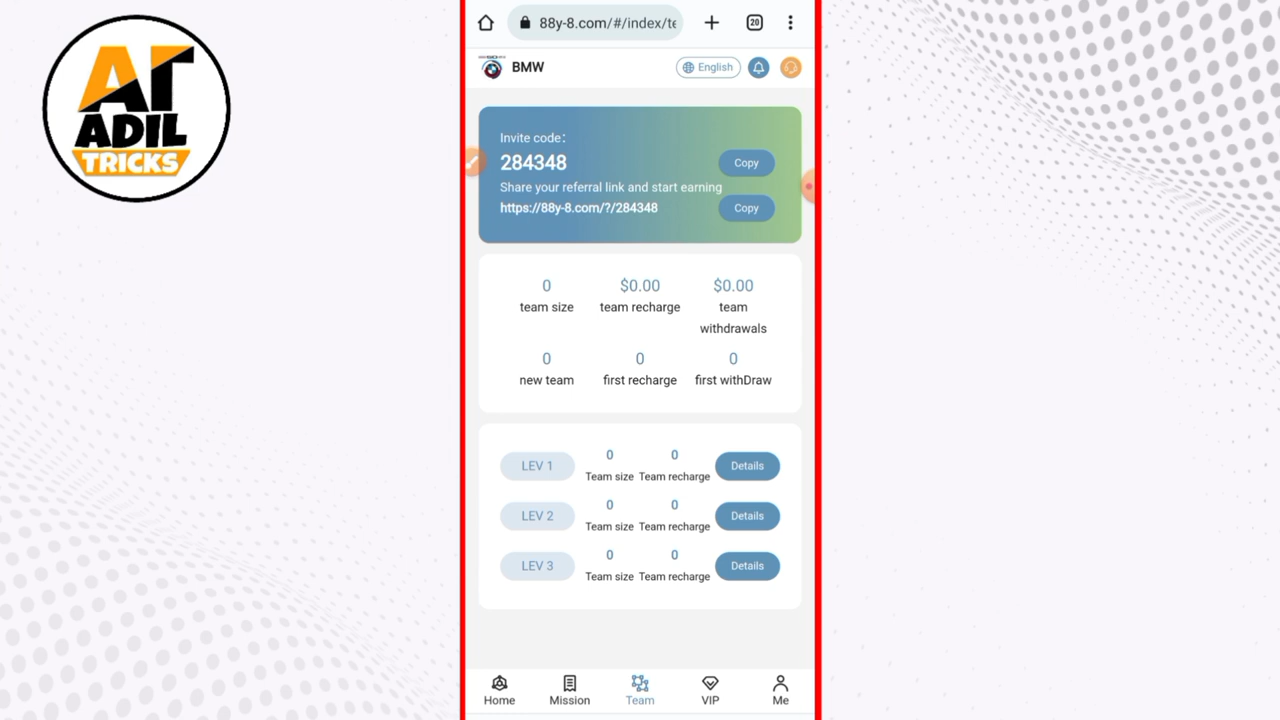 AT
ADIL
TRICKS
88y-8.com/#/index/te
20
BMW
English
Invite code:
284348
Copy
Share your referral link and start earning
https://88y-8.com/?/284348
Copy
0 $0.00 $0.00
team size team recharge team withdrawals
0 0 0
new team first recharge first withDraw
LEV 1 0 0 Details
Team size Team recharge
LEV 2 0 0 Details
Team size Team recharge
LEV 3 0 0 Details
Team size Team recharge
Home Mission Team VIP Me